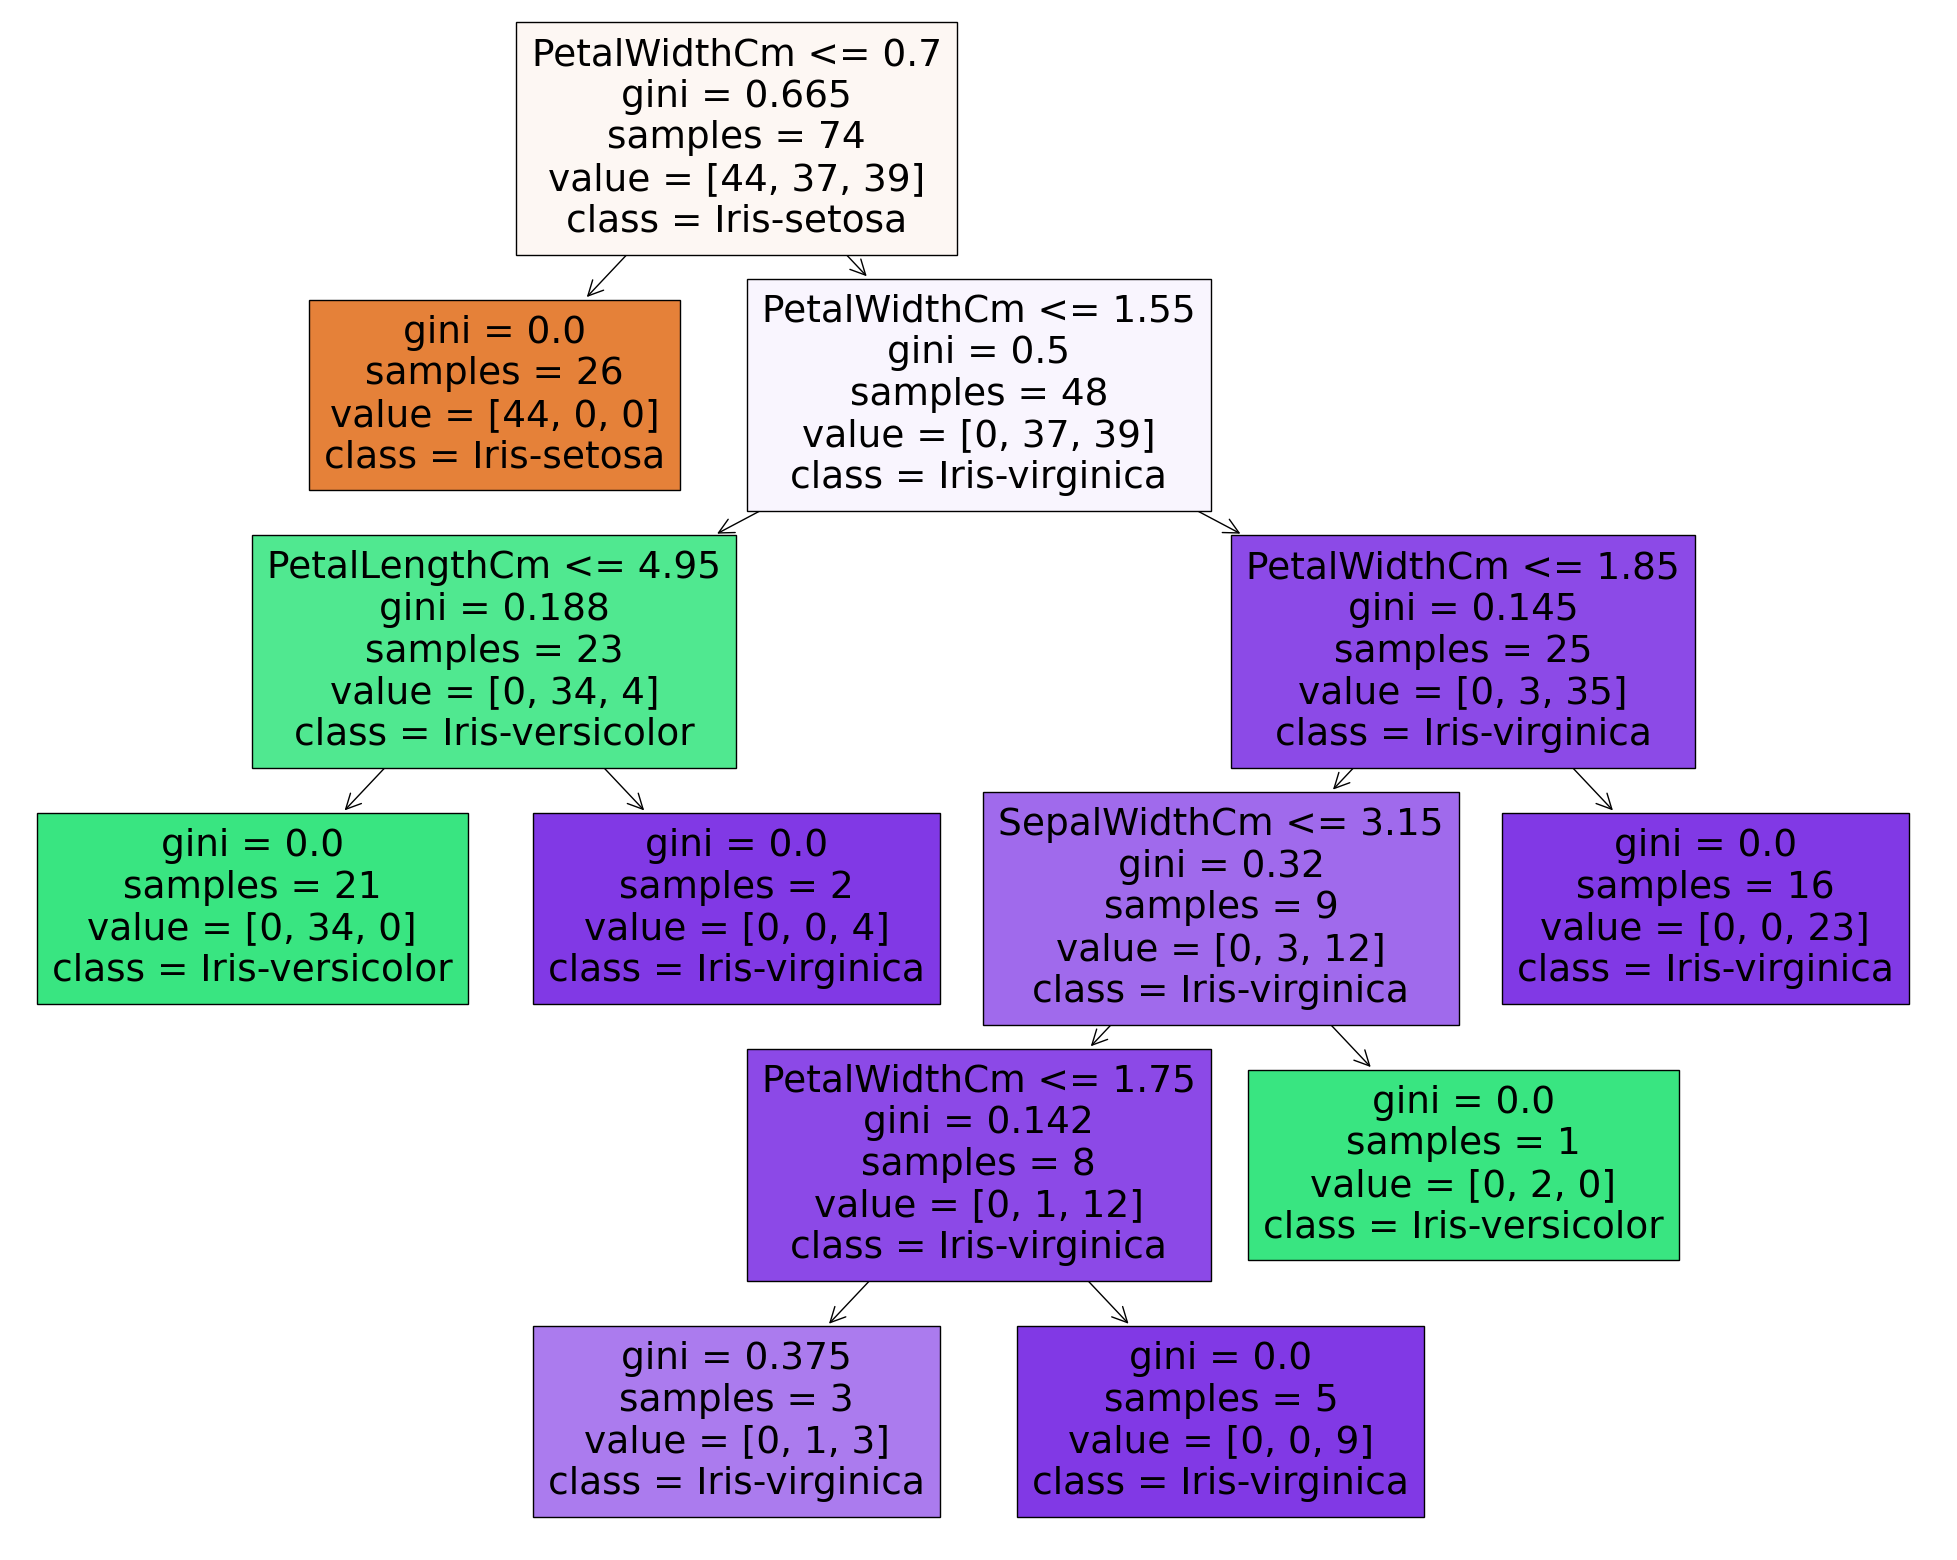 PetalWidthCm <= 0.7
gini = 0.665
samples = 74
value = [44, 37, 39]
class = Iris-setosa
gini = 0.0
samples = 26
value = [44, 0, 0]
class = Iris-setosa
PetalWidthCm <= 1.55
gini = 0.5
samples = 48
value = [0, 37, 39]
class = Iris-virginica
PetalLengthCm <= 4.95
gini = 0.188
samples = 23
value = [0, 34, 4]
class = Iris-versicolor
PetalWidthCm <= 1.85
gini = 0.145
samples = 25
value = [0, 3, 35]
class = Iris-virginica
gini = 0.0
samples = 21
value = [0, 34, 0]
class = Iris-versicolor
gini = 0.0
samples = 2
value = [0, 0, 4]
class = Iris-virginica
SepalWidthCm <= 3.15
gini = 0.32
samples = 9
value = [0, 3, 12]
class = Iris-virginica
gini = 0.0
samples = 16
value = [0, 0, 23]
class = Iris-virginica
PetalWidthCm <= 1.75
gini = 0.142
samples = 8
value = [0, 1, 12]
class = Iris-virginica
gini = 0.0
samples = 1
value = [0, 2, 0]
class = Iris-versicolor
gini = 0.375
samples = 3
value = [0, 1, 3]
class = Iris-virginica
gini = 0.0
samples = 5
value = [0, 0, 9]
class = Iris-virginica